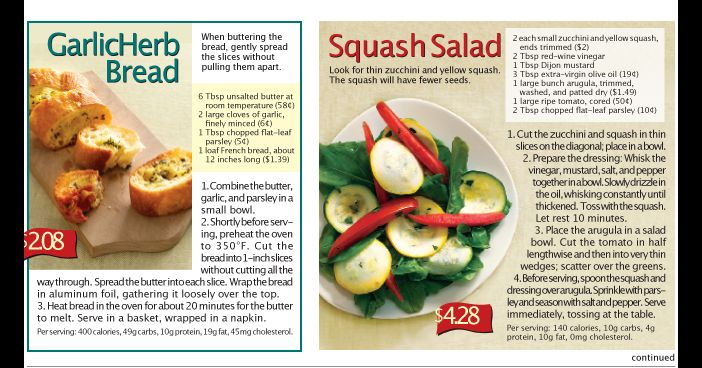 GarlicHerb
Bread
When buttering the
bread, gently spread
the slices without
pulling them apart.
6 Tbsp unsalted butter at
room temperature (58¢)
2 large cloves of garlic,
finely minced (6¢)
1 Tbsp chopped flat-leaf
parsley (5¢)
1 loaf French bread, about
12 inches long ($1.39)
1. Combine the butter,
garlic, and parsley in a
small bowl.
2. Shortly before serv-
ing, preheat the oven
to 350°F. Cut the
bread into 1-inch slices
without cutting all the
way through. Spread the butter into each slice. Wrap the bread
in aluminum foil, gathering it loosely over the top.
3. Heat bread in the oven for about 20 minutes for the butter
to melt. Serve in a basket, wrapped in a napkin.
Per serving: 400 calories, 49g carbs, 10g protein, 19g fat, 45mg cholesterol.
$2.08
Squash Salad
Look for thin zucchini and yellow squash.
The squash will have fewer seeds.
2 each small zucchini and yellow squash,
ends trimmed ($2)
2 Tbsp red-wine vinegar
1 Tbsp Dijon mustard
3 Tbsp extra-virgin olive oil (19¢)
1 large bunch arugula, trimmed,
washed, and patted dry ($1.49)
1 large ripe tomato, cored (50¢)
2 Tbsp chopped flat-leaf parsley (10¢)
1. Cut the zucchini and squash in thin
slices on the diagonal; place in a bowl.
2. Prepare the dressing: Whisk the
vinegar, mustard, salt, and pepper
together in a bowl. Slowly drizzle in
the oil, whisking constantly until
thickened. Toss with the squash.
Let rest 10 minutes.
3. Place the arugula in a salad
bowl. Cut the tomato in half
lengthwise and then into very thin
wedges; scatter over the greens.
4. Before serving, spoon the squash and
dressing over arugula. Sprinkle with pars-
ley and season with salt and pepper. Serve
immediately, tossing at the table.
Per serving: 140 calories, 10g carbs, 4g
protein, 10g fat, 0mg cholesterol.
$4.28
continued